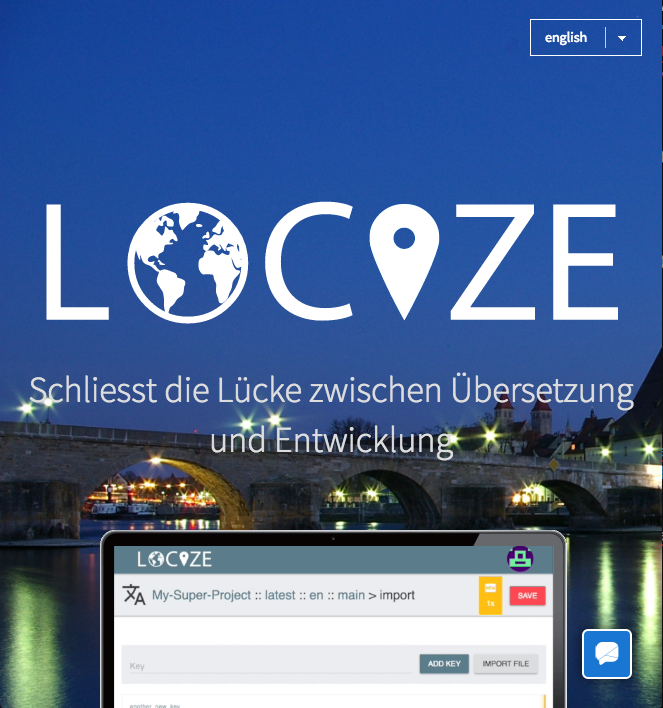 english
LOCIZE
Schliesst die Lücke zwischen Übersetzung
und Entwicklung
LOCIZE
My-Super-Project :: latest :: en :: main > import
SAVE
Key
ADD KEY
IMPORT FILE
another_new_key